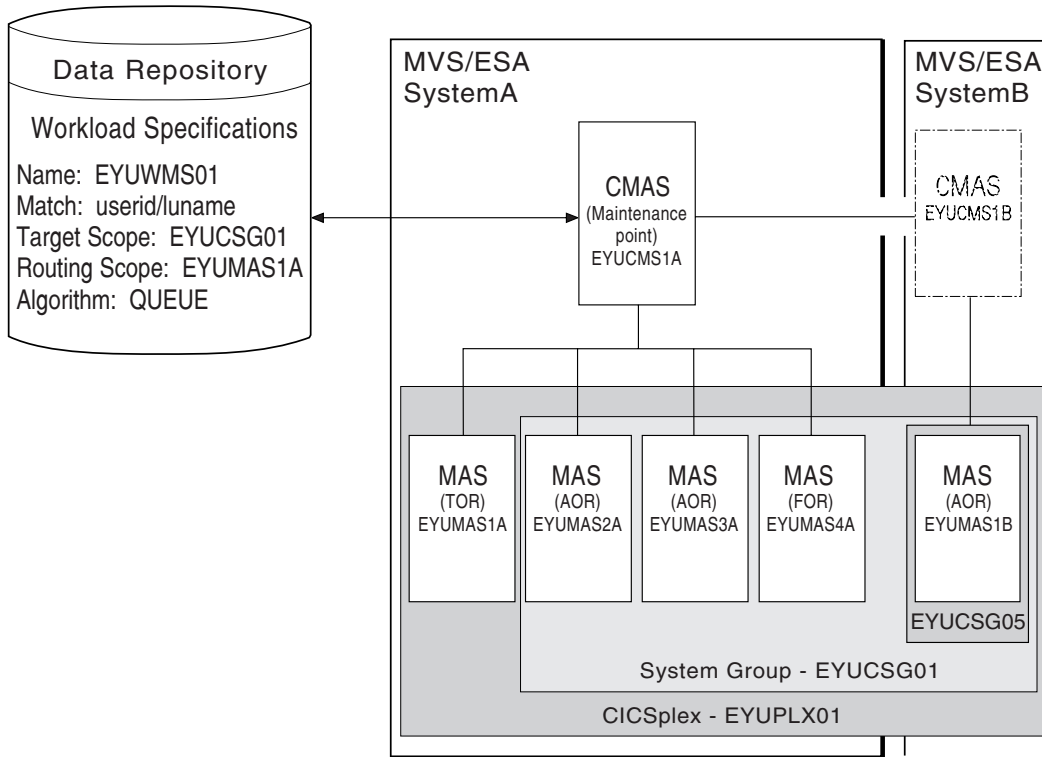 Data Repository
Workload Specifications
Name: EYUWMS01
Match: userid/luname
Target Scope: EYUCSG01
Routing Scope: EYUMAS1A
Algorithm: QUEUE
MVS/ESA
SystemA
MVS/ESA
SystemB
CMAS
(Maintenance
point)
EYUCMS1A
CMAS
EYUCMS1B
MAS
(TOR)
EYUMAS1A
MAS
(AOR)
EYUMAS2A
MAS
(AOR)
EYUMAS3A
MAS
(FOR)
EYUMAS4A
MAS
(AOR)
EYUMAS1B
EYUCSG05
System Group - EYUCSG01
CICSplex - EYUPLX01